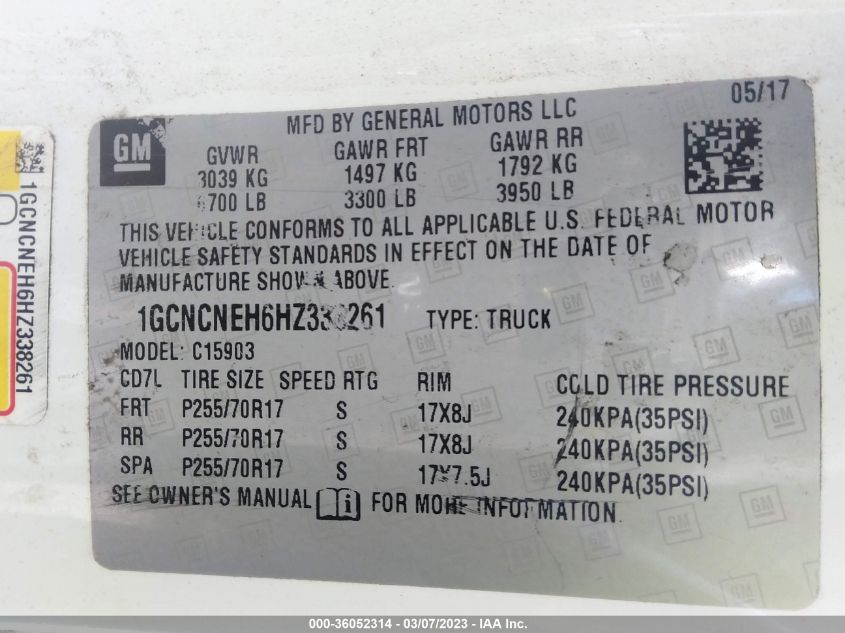 GM
MFD BY GENERAL MOTORS LLC
05/17
GVWR GAWR FRT GAWR RR
3039 KG 1497 KG 1792 KG
6700 LB 3300 LB 3950 LB
THIS VEHICLE CONFORMS TO ALL APPLICABLE U.S. FEDERAL MOTOR
VEHICLE SAFETY STANDARDS IN EFFECT ON THE DATE OF
MANUFACTURE SHOWN ABOVE.
1GCNCNEH6HZ338261 TYPE: TRUCK
MODEL: C15903
CD7L TIRE SIZE SPEED RTG RIM COLD TIRE PRESSURE
FRT P255/70R17 S 17X8J 240KPA(35PSI)
RR P255/70R17 S 17X8J 240KPA(35PSI)
SPA P255/70R17 S 17X7.5J 240KPA(35PSI)
SEE OWNER'S MANUAL FOR MORE INFORMATION.
1GCNCNEH6HZ338261
000-36052314 - 03/07/2023 - IAA Inc.